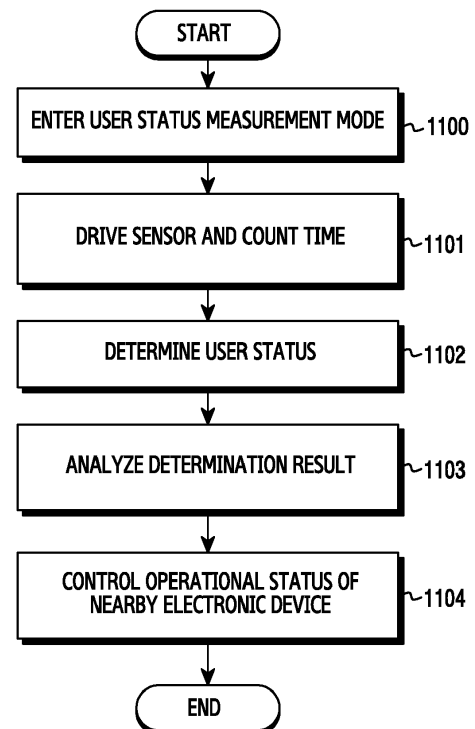 START
ENTER USER STATUS MEASUREMENT MODE
1100
DRIVE SENSOR AND COUNT TIME
1101
DETERMINE USER STATUS
1102
ANALYZE DETERMINATION RESULT
1103
CONTROL OPERATIONAL STATUS OF
NEARBY ELECTRONIC DEVICE
1104
END